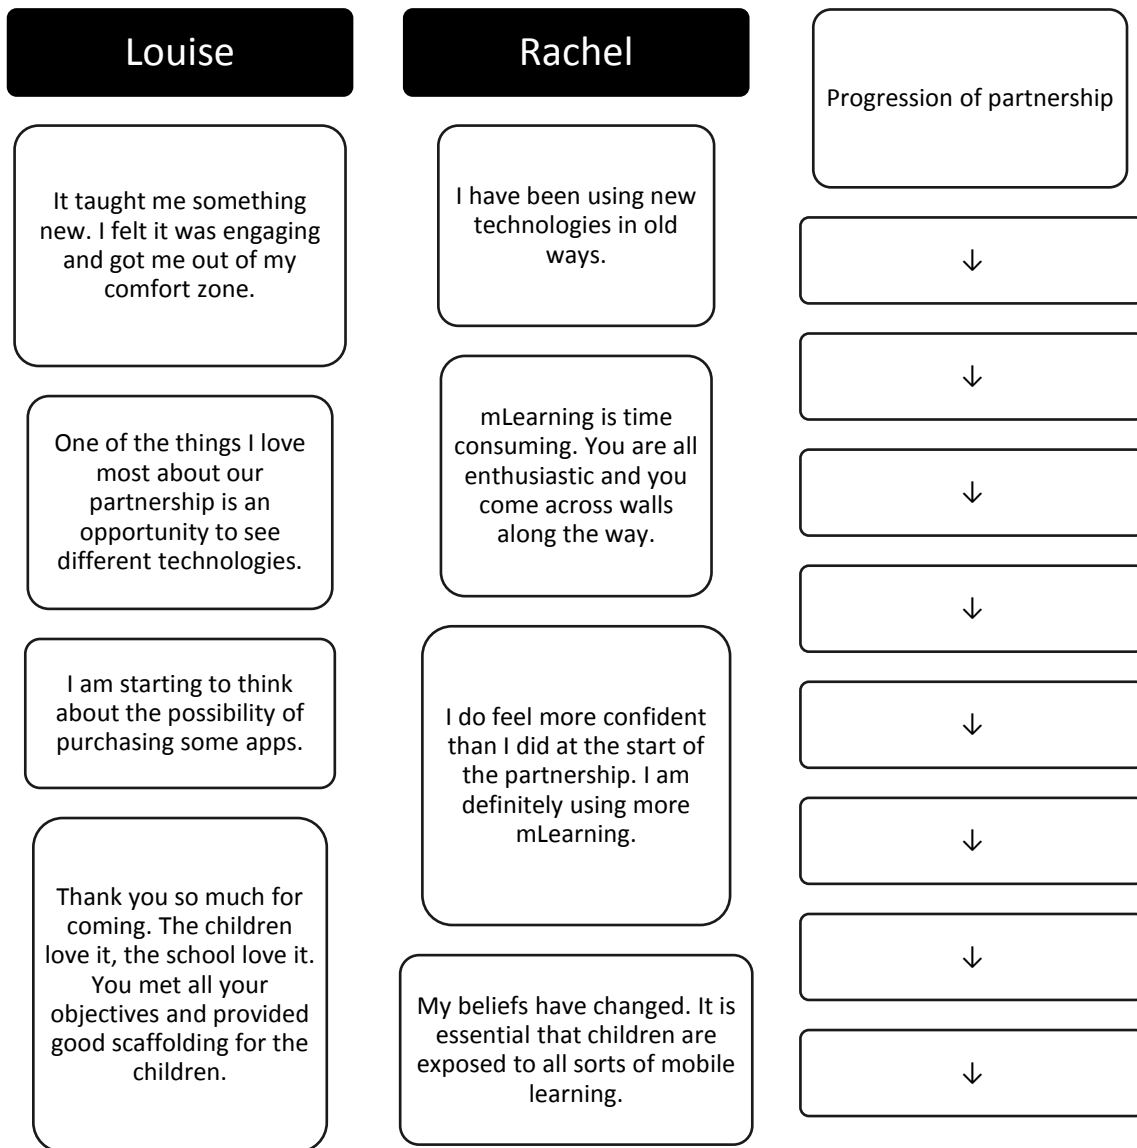 Louise
It taught me something
new. I felt it was engaging
and got me out of my
comfort zone.
One of the things I love
most about our
partnership is an
opportunity to see
different technologies.
I am starting to think
about the possibility of
purchasing some apps.
Thank you so much for
coming. The children
love it, the school love it.
You met all your
objectives and provided
good scaffolding for the
children.
Rachel
I have been using new
technologies in old
ways.
mLearning is time
consuming. You are all
enthusiastic and you
come across walls
along the way.
I do feel more confident
than I did at the start of
the partnership. I am
definitely using more
mLearning.
My beliefs have changed. It is
essential that children are
exposed to all sorts of mobile
learning.
Progression of partnership
↓
↓
↓
↓
↓
↓
↓
↓